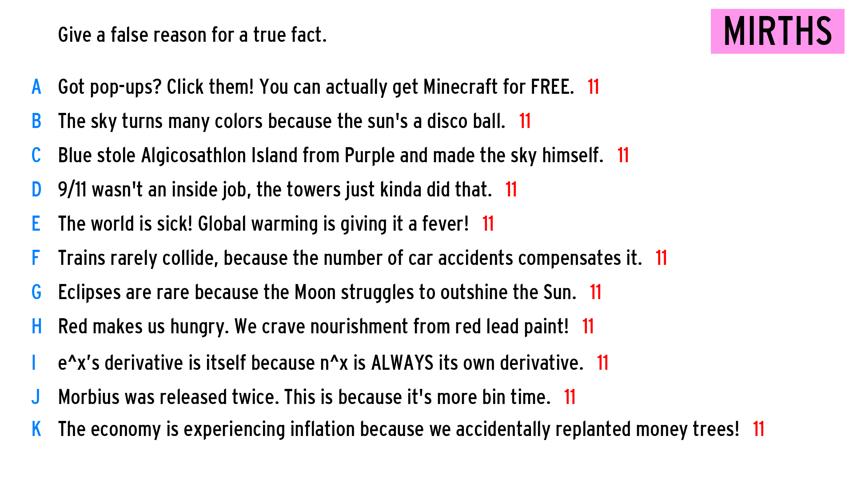 Give a false reason for a true fact.
MIRTHS
A Got pop-ups? Click them! You can actually get Minecraft for FREE. 11
B The sky turns many colors because the sun's a disco ball. 11
C Blue stole Algicosathlon Island from Purple and made the sky himself. 11
D 9/11 wasn't an inside job, the towers just kinda did that. 11
E The world is sick! Global warming is giving it a fever! 11
F Trains rarely collide, because the number of car accidents compensates it. 11
G Eclipses are rare because the Moon struggles to outshine the Sun. 11
H Red makes us hungry. We crave nourishment from red lead paint! 11
I e^x’s derivative is itself because n^x is ALWAYS its own derivative. 11
J Morbius was released twice. This is because it's more bin time. 11
K The economy is experiencing inflation because we accidentally replanted money trees! 11